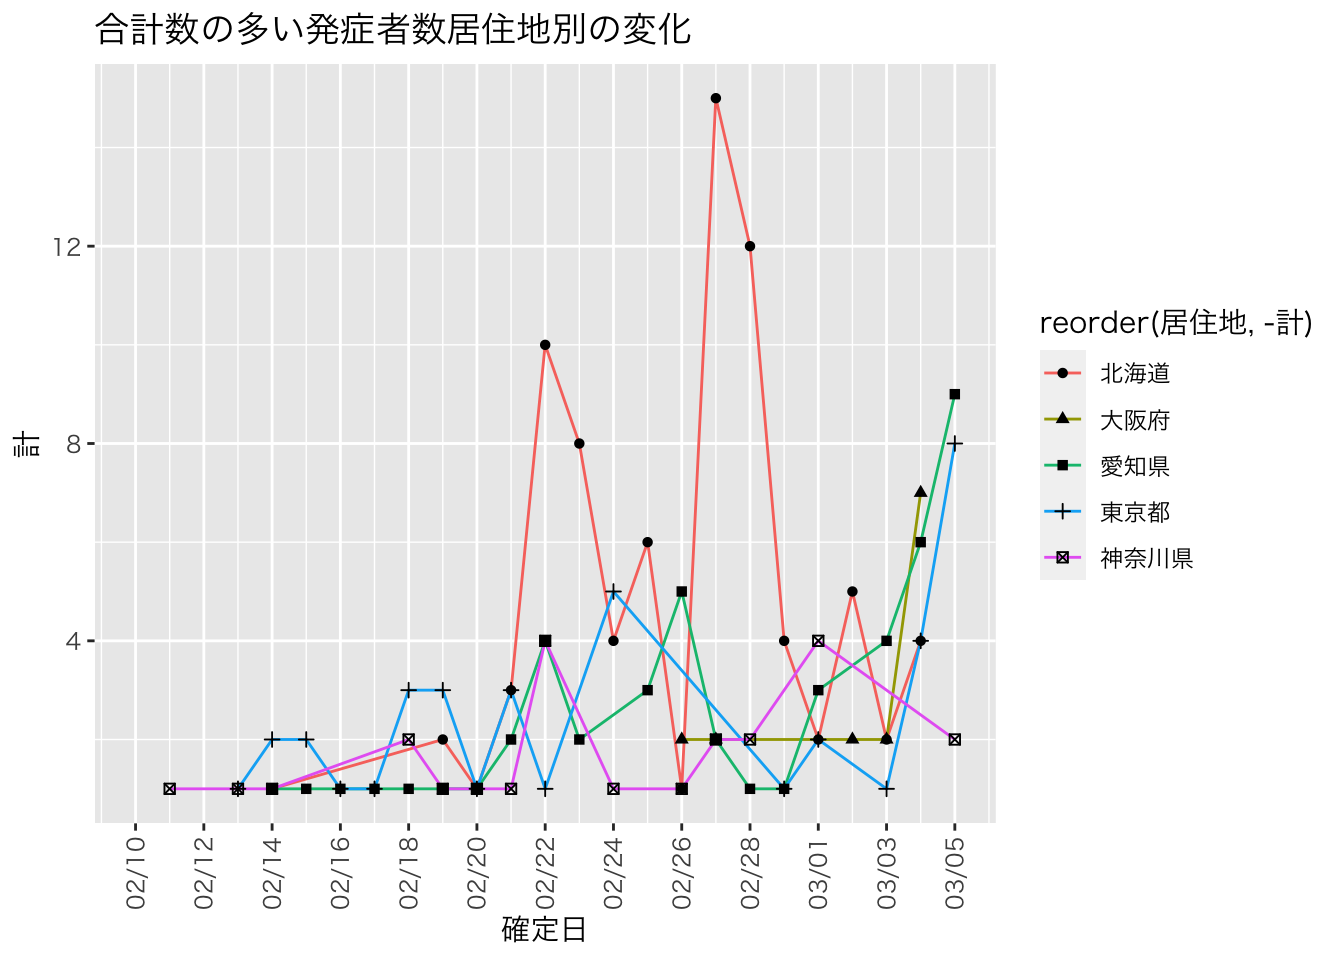 合計数の多い発症者数居住地別の変化
計
12
8
4
02/10
02/12
02/14
02/16
02/18
02/20
02/22
02/24
02/26
02/28
03/01
03/03
03/05
確定日
reorder(居住地, -計)
北海道
大阪府
愛知県
東京都
神奈川県